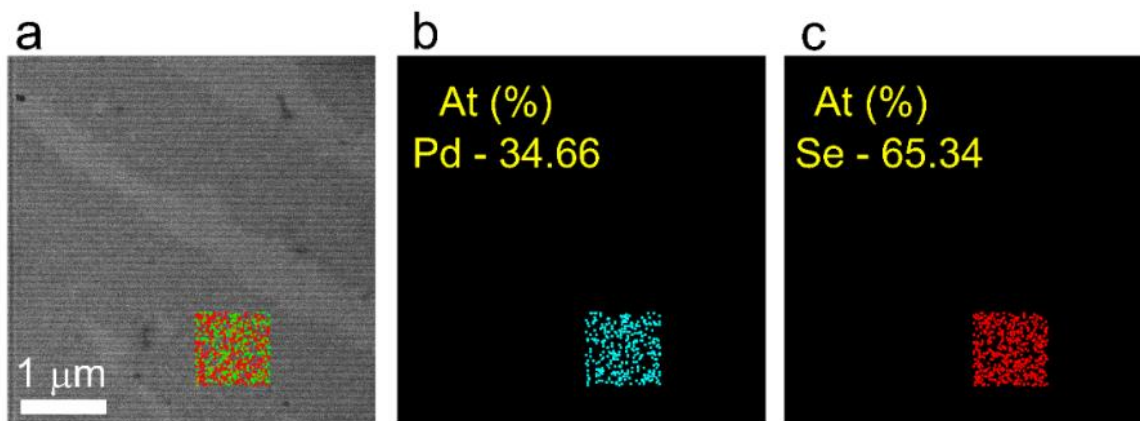 a
b
c
At (%)
Pd - 34.66
At (%)
Se - 65.34
1 μm